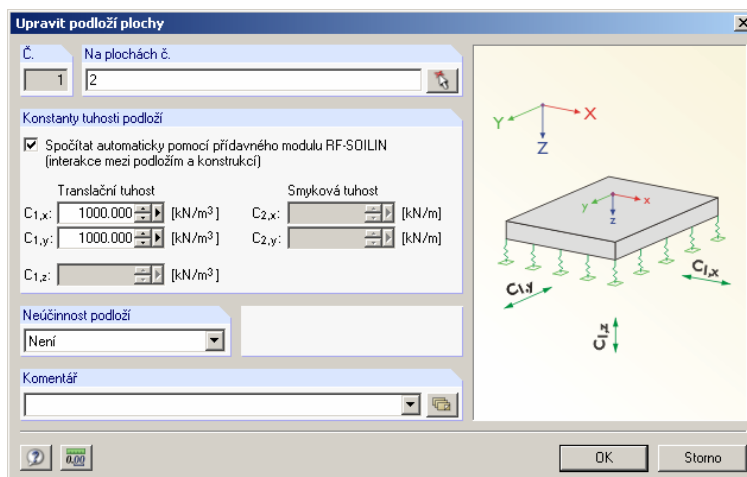 Upravit podloží plochy
Č.
Na plochách č.
1
2
Konstanty tuhosti podloží
Spočítat automaticky pomocí přídavného modulu RF-SOILIN
(interakce mezi podložím a konstrukcí)
Translační tuhost
Smyková tuhost
C1,x: 1000.000 [kN/m³] C2,x: [kN/m]
C1,y: 1000.000 [kN/m³] C2,y: [kN/m]
C1,z: [kN/m³]
Neúčinnost podloží
Není
Komentář
OK
Storno
X
Y
Z
x
y
z
C1,x
C1,y
C1,z
0.00